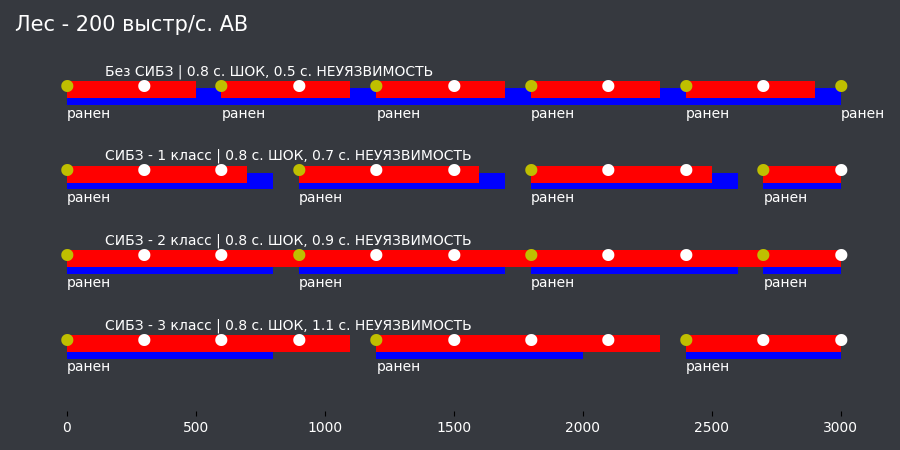 Лес - 200 выстр/с. АВ
Без СИБЗ | 0.8 с. ШОК, 0.5 с. НЕУЯЗВИМОСТЬ
ранен ранен ранен ранен ранен ранен
СИБЗ - 1 класс | 0.8 с. ШОК, 0.7 с. НЕУЯЗВИМОСТЬ
ранен ранен ранен ранен
СИБЗ - 2 класс | 0.8 с. ШОК, 0.9 с. НЕУЯЗВИМОСТЬ
ранен ранен ранен ранен
СИБЗ - 3 класс | 0.8 с. ШОК, 1.1 с. НЕУЯЗВИМОСТЬ
ранен ранен ранен
0 500 1000 1500 2000 2500 3000